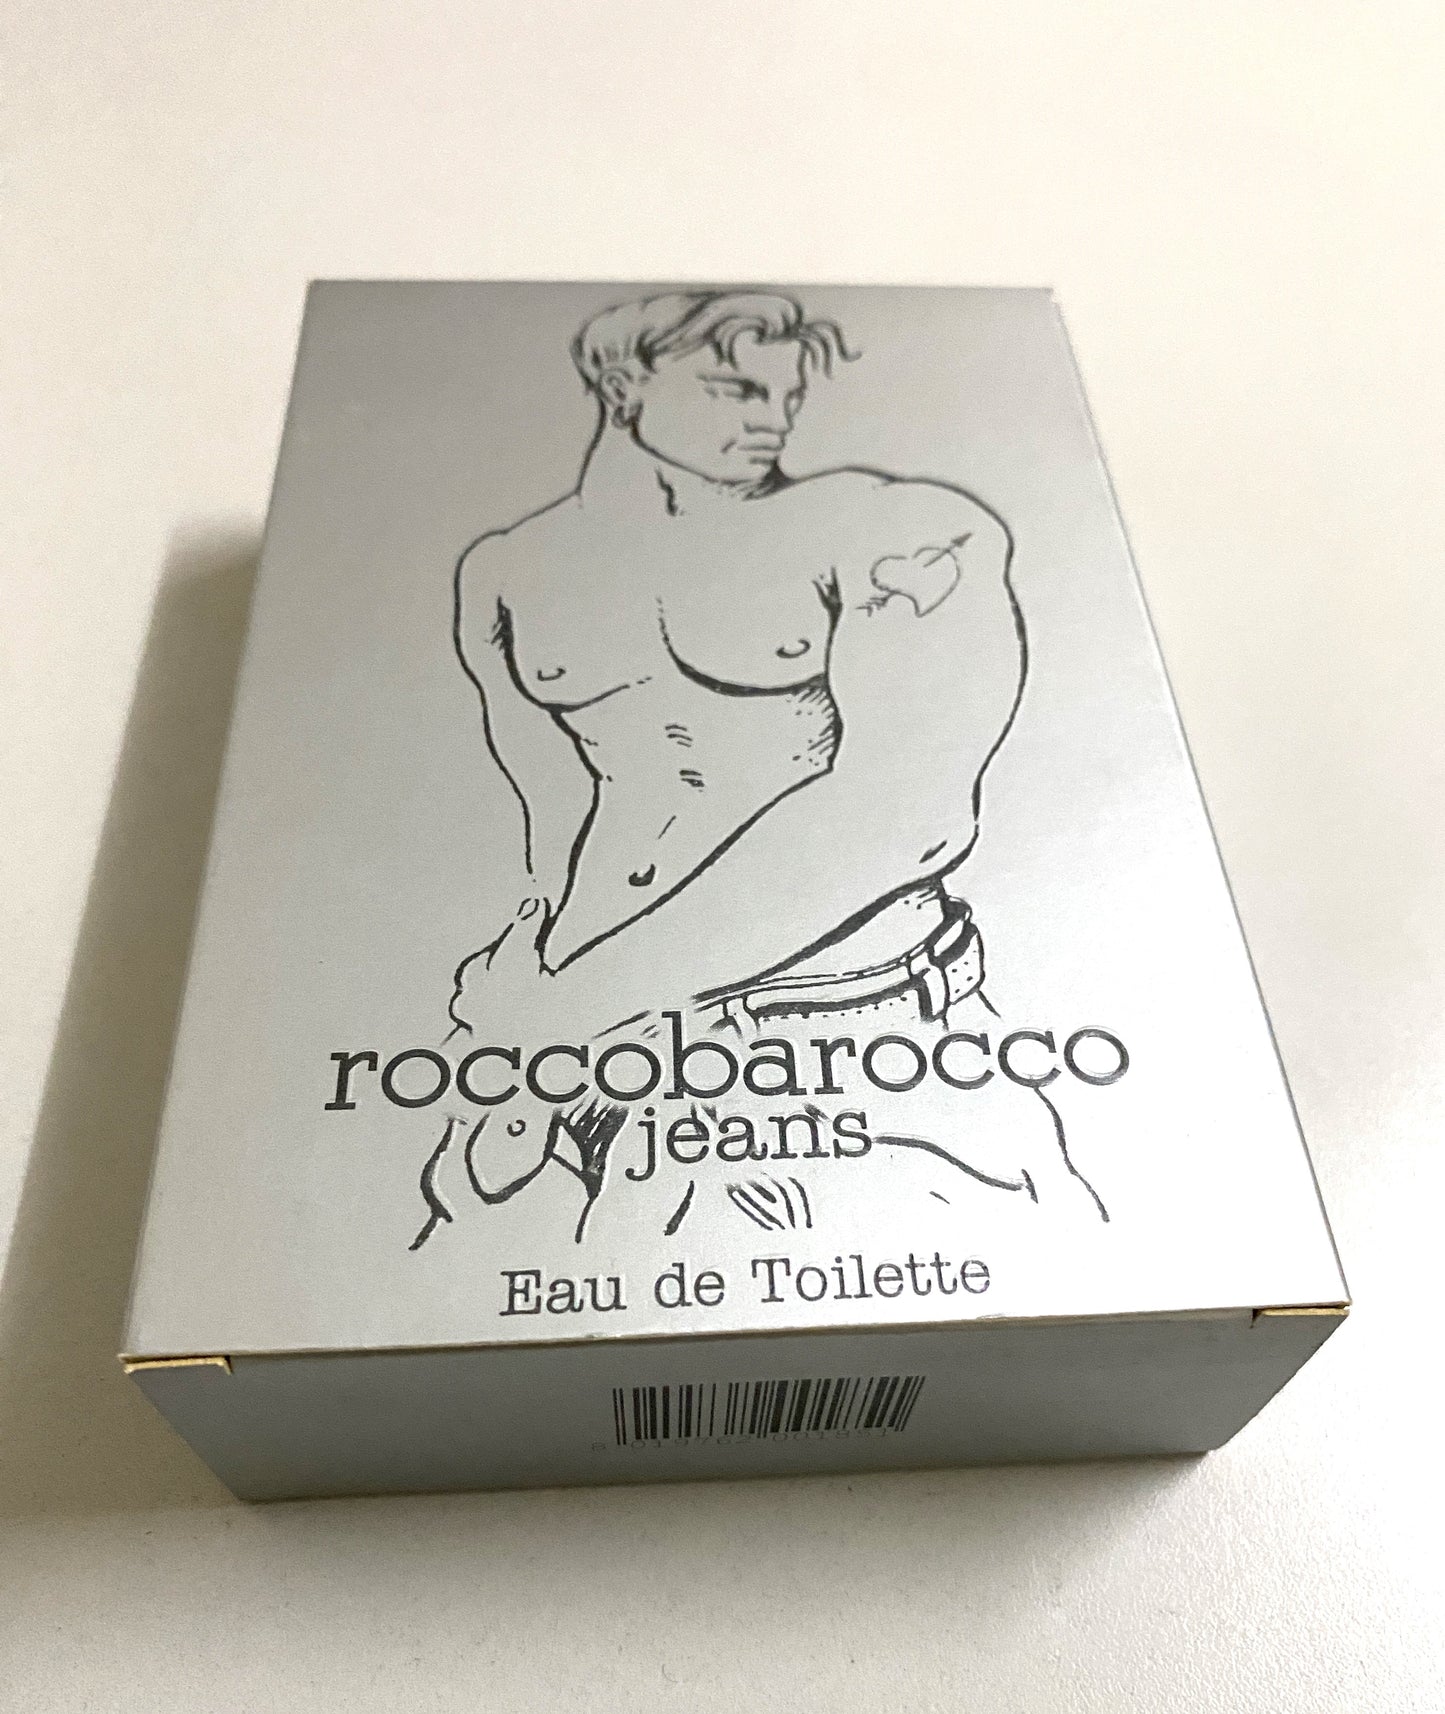 roccobarocco
jeans
Eau de Toilette